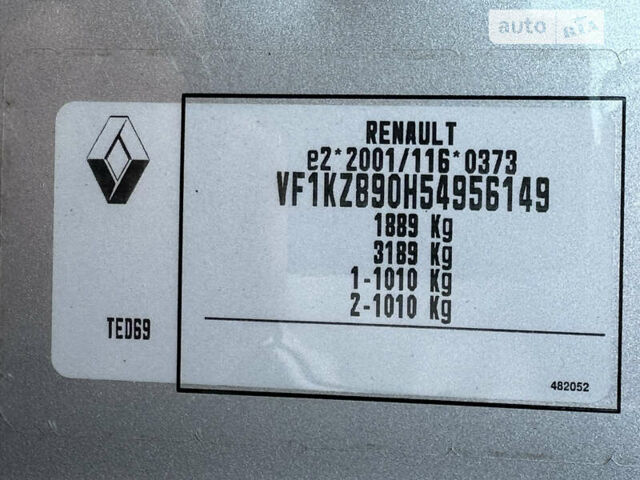 auto RIA
RENAULT
e2*2001/116*0373
VF1KZ890H54956149
1889 Kg
3189 Kg
1-1010 Kg
2-1010 Kg
TED69
482052